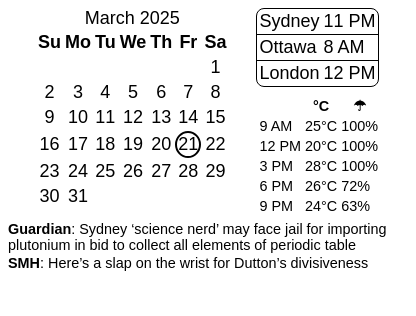 March 2025
Su Mo Tu We Th Fr Sa
1
2 3 4 5 6 7 8
9 10 11 12 13 14 15
16 17 18 19 20 21 22
23 24 25 26 27 28 29
30 31
Sydney 11 PM
Ottawa 8 AM
London 12 PM
°C ☂
9 AM 25°C 100%
12 PM 20°C 100%
3 PM 28°C 100%
6 PM 26°C 72%
9 PM 24°C 63%
Guardian: Sydney ‘science nerd’ may face jail for importing
plutonium in bid to collect all elements of periodic table
SMH: Here’s a slap on the wrist for Dutton’s divisiveness